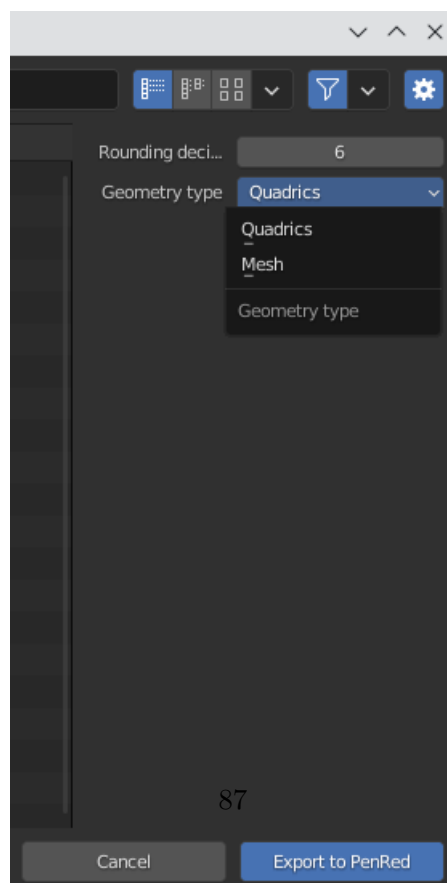 Rounding deci... 6
Geometry type Quadrics
Quadrics
Mesh
Geometry type
87
Cancel Export to PenRed